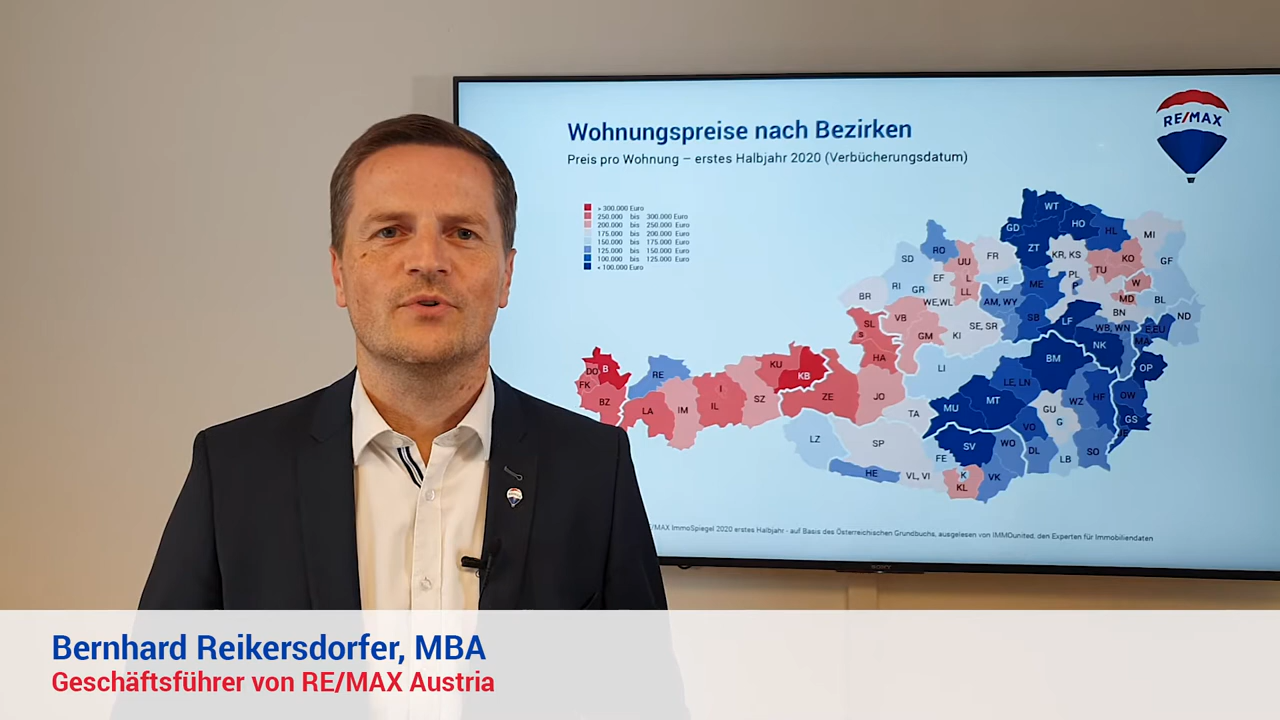 Wohnungspreise nach Bezirken
Preis pro Wohnung – erstes Halbjahr 2020 (Verbücherungsdatum)
RE/MAX
> 300.000 Euro
250.000 bis 300.000 Euro
200.000 bis 250.000 Euro
175.000 bis 200.000 Euro
150.000 bis 175.000 Euro
125.000 bis 150.000 Euro
100.000 bis 125.000 Euro
< 100.000 Euro
WT
GD HO HL MI
RO ZT KR, KS KO
SD UU FR TU GF
EF L PE PL W
RI GR LL ME P MD
BR WE,WL AM, WY BN BL
SL VB SB LF ND
S GM KI SE, SR WB, WN E,EU
HA NK MA
DO B RE KU KB LI BM OP
FK I ZE LE, LN
BZ LA IM IL SZ JO MU MT WZ HF OW
TA GU
G GS
LZ SP SV WO VO JE
FE DL LB SO
HE VL, VI K VK
KL
/MAX ImmoSpiegel 2020 erstes Halbjahr - auf Basis des Österreichischen Grundbuchs, ausgelesen von IMMOunited, den Experten für Immobiliendaten
SONY
Bernhard Reikersdorfer, MBA
Geschäftsführer von RE/MAX Austria